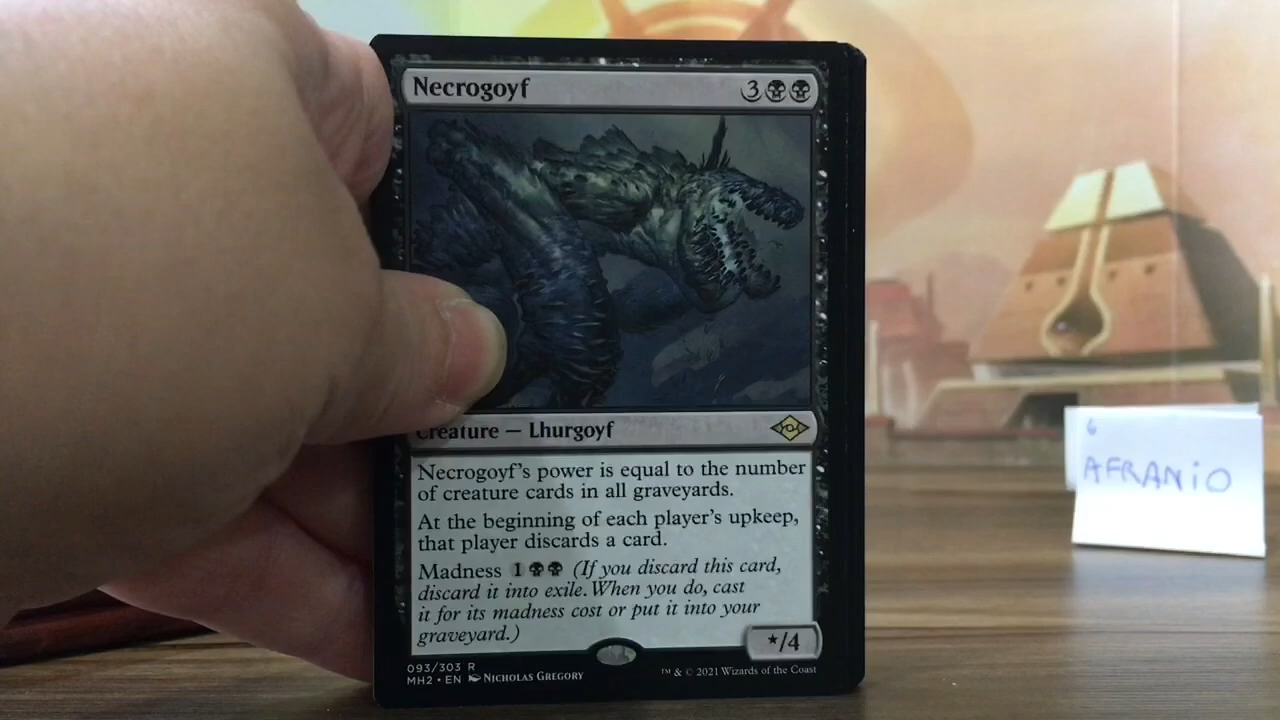 Necrogoyf 3
Creature — Lhurgoyf
Necrogoyf's power is equal to the number
of creature cards in all graveyards.
At the beginning of each player's upkeep,
that player discards a card.
Madness 1 (If you discard this card,
discard it into exile. When you do, cast
it for its madness cost or put it into your
graveyard.)
*/4
093/303 R
MH2 • EN Nicholas Gregory
™ & © 2021 Wizards of the Coast
6
AFRANiO